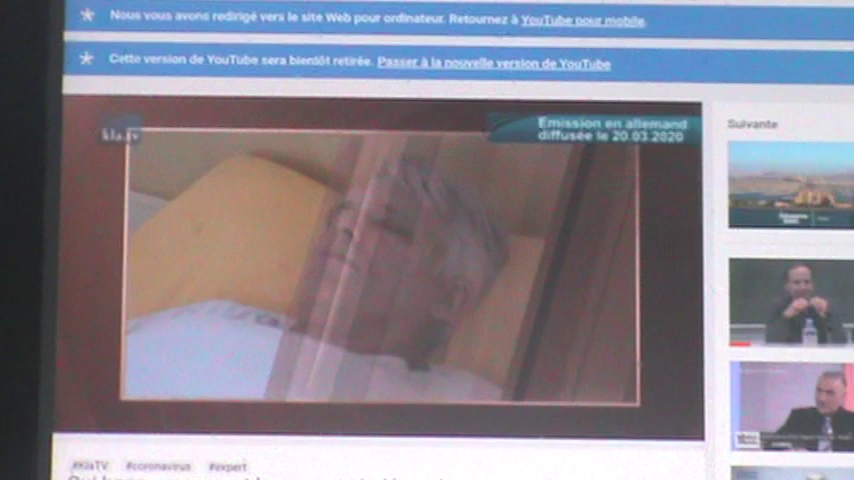 Nous vous avons redirigé vers le site Web pour ordinateur. Retournez à YouTube pour mobile.
Cette version de YouTube sera bientôt retirée. Passer à la nouvelle version de YouTube
kla.tv
Emission en allemand
diffusée le 20.03.2020
Suivante
#KlaTV #coronavirus #expert